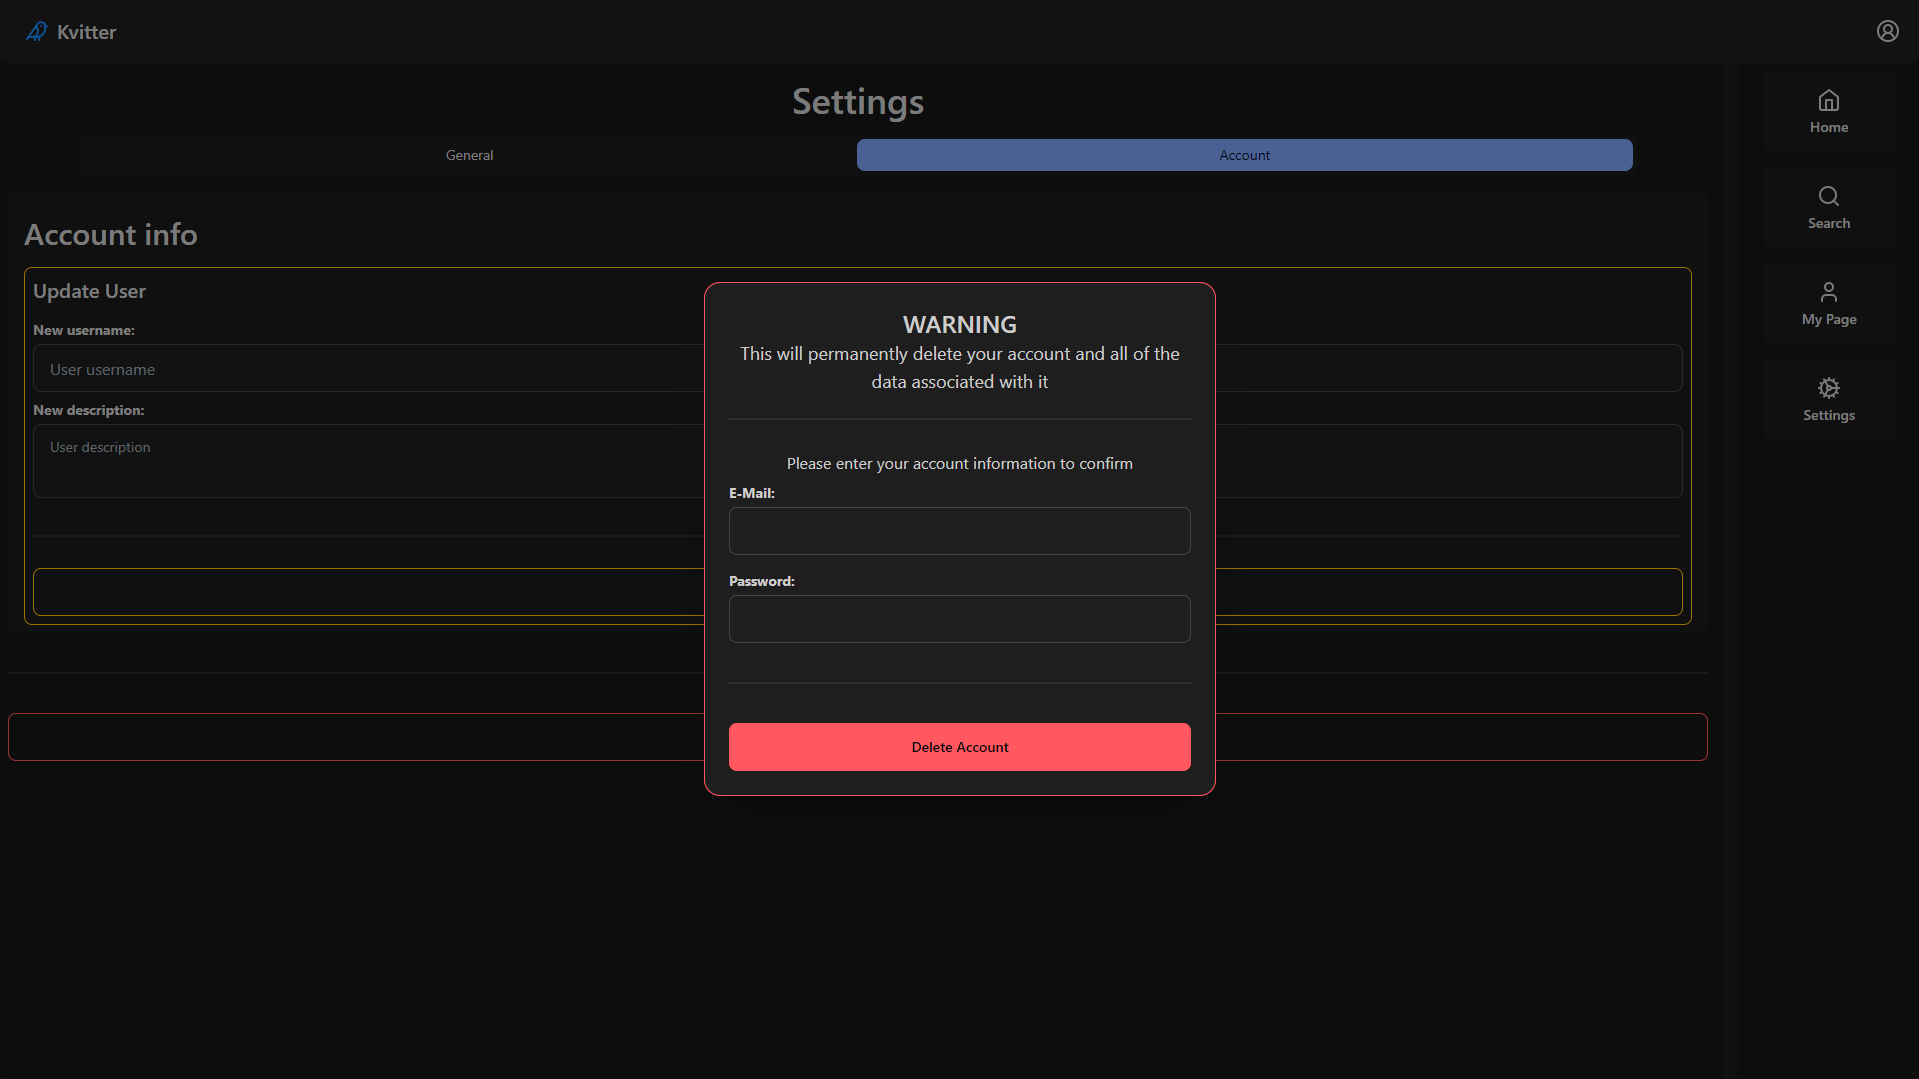 Kvitter
Settings
General
Account
Account info
Update User
New username:
User username
New description:
User description
WARNING
This will permanently delete your account and all of the
data associated with it
Please enter your account information to confirm
E-Mail:
Password:
Delete Account
Home
Search
My Page
Settings